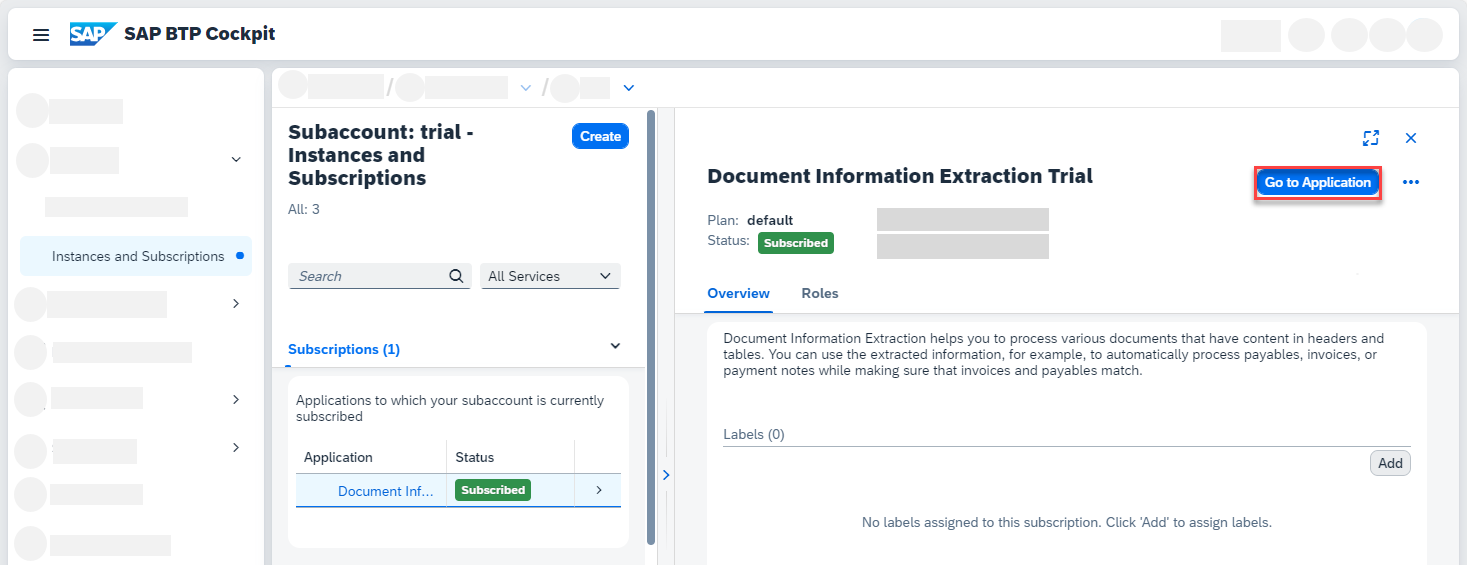 SAP SAP BTP Cockpit
Instances and Subscriptions
Subaccount: trial -
Instances and
Subscriptions
Create
All: 3
Search
All Services
Subscriptions (1)
Applications to which your subaccount is currently
subscribed
Application Status
Document Inf... Subscribed
Document Information Extraction Trial
Go to Application
Plan: default
Status: Subscribed
Overview Roles
Document Information Extraction helps you to process various documents that have content in headers and
tables. You can use the extracted information, for example, to automatically process payables, invoices, or
payment notes while making sure that invoices and payables match.
Labels (0)
Add
No labels assigned to this subscription. Click 'Add' to assign labels.